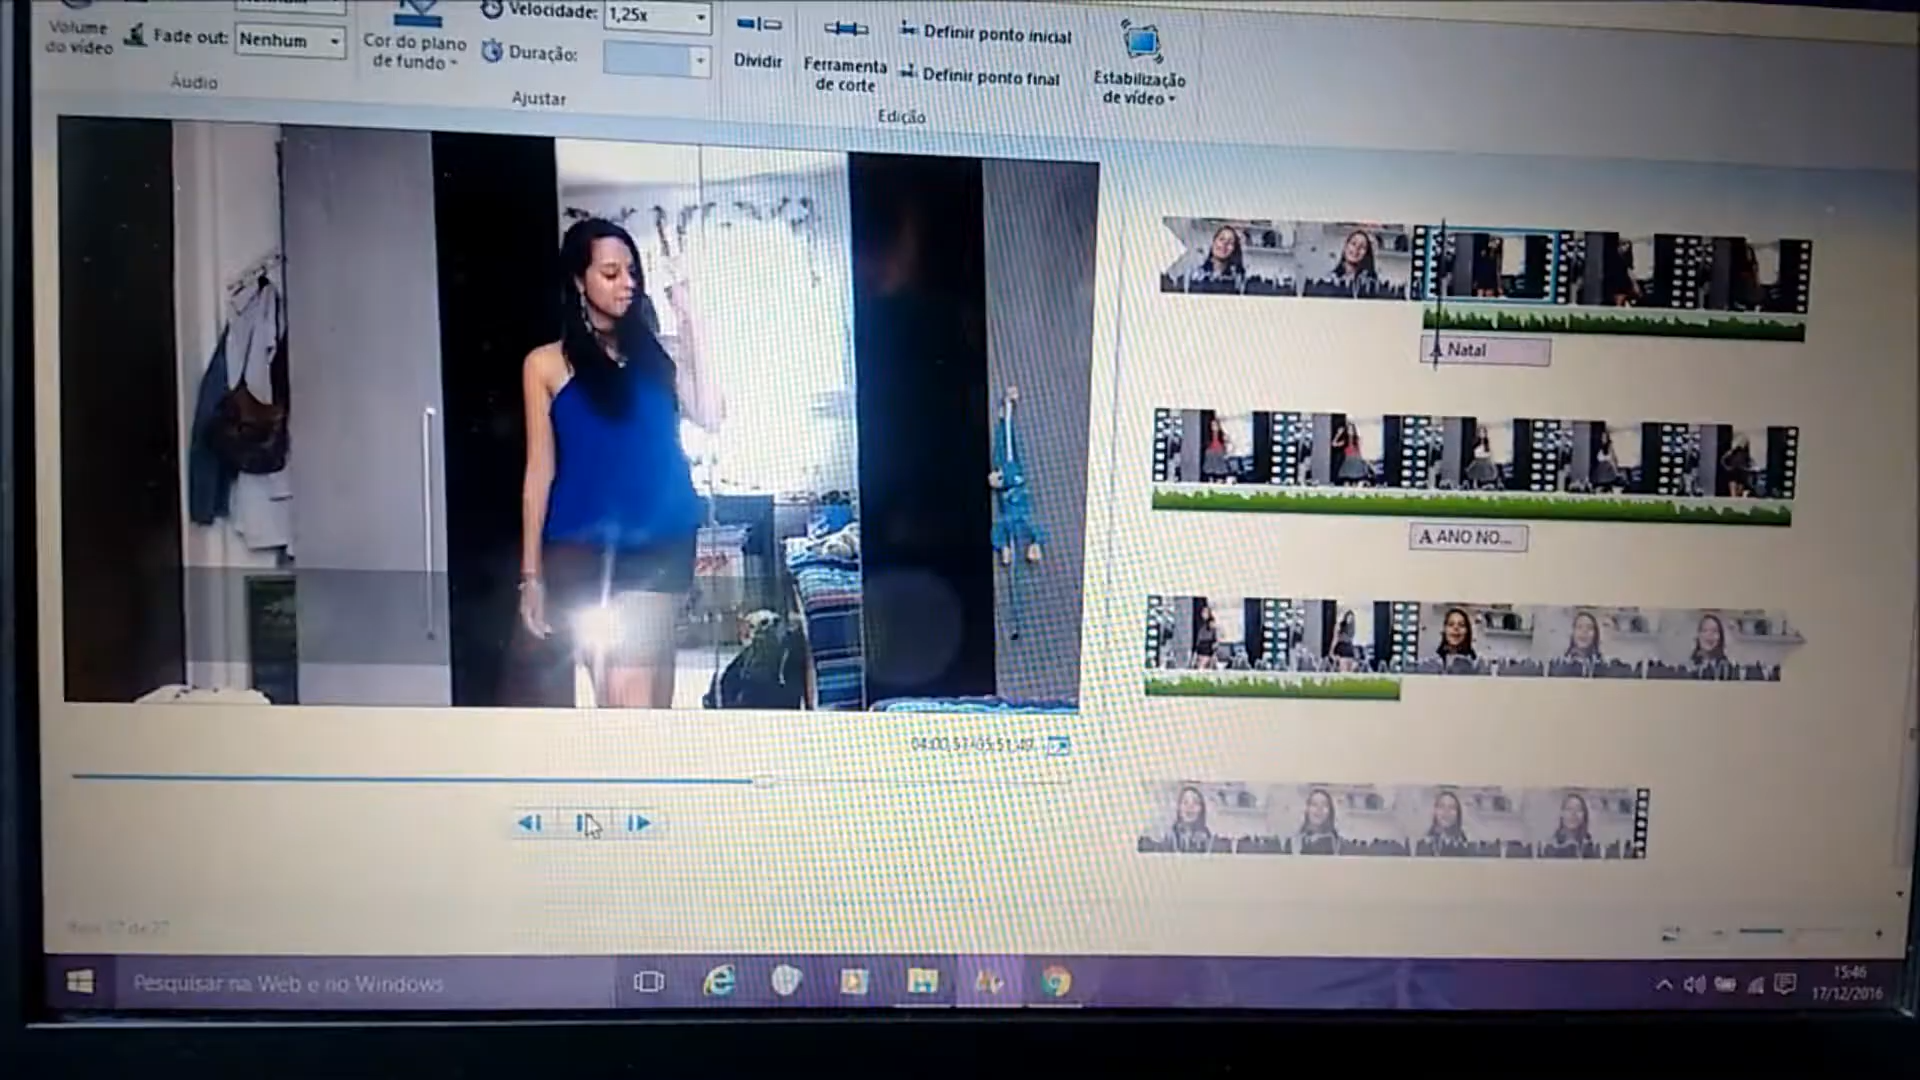 Volume
do vídeo
Fade out: Nenhum
Áudio
Cor do plano
de fundo
Velocidade: 1,25x
Duração:
Ajustar
Dividir
Ferramenta
de corte
Definir ponto inicial
Definir ponto final
Edição
Estabilização
de vídeo
A Natal
A ANO NO...
Pesquisar na Web e no Windows
15:46
17/12/2016